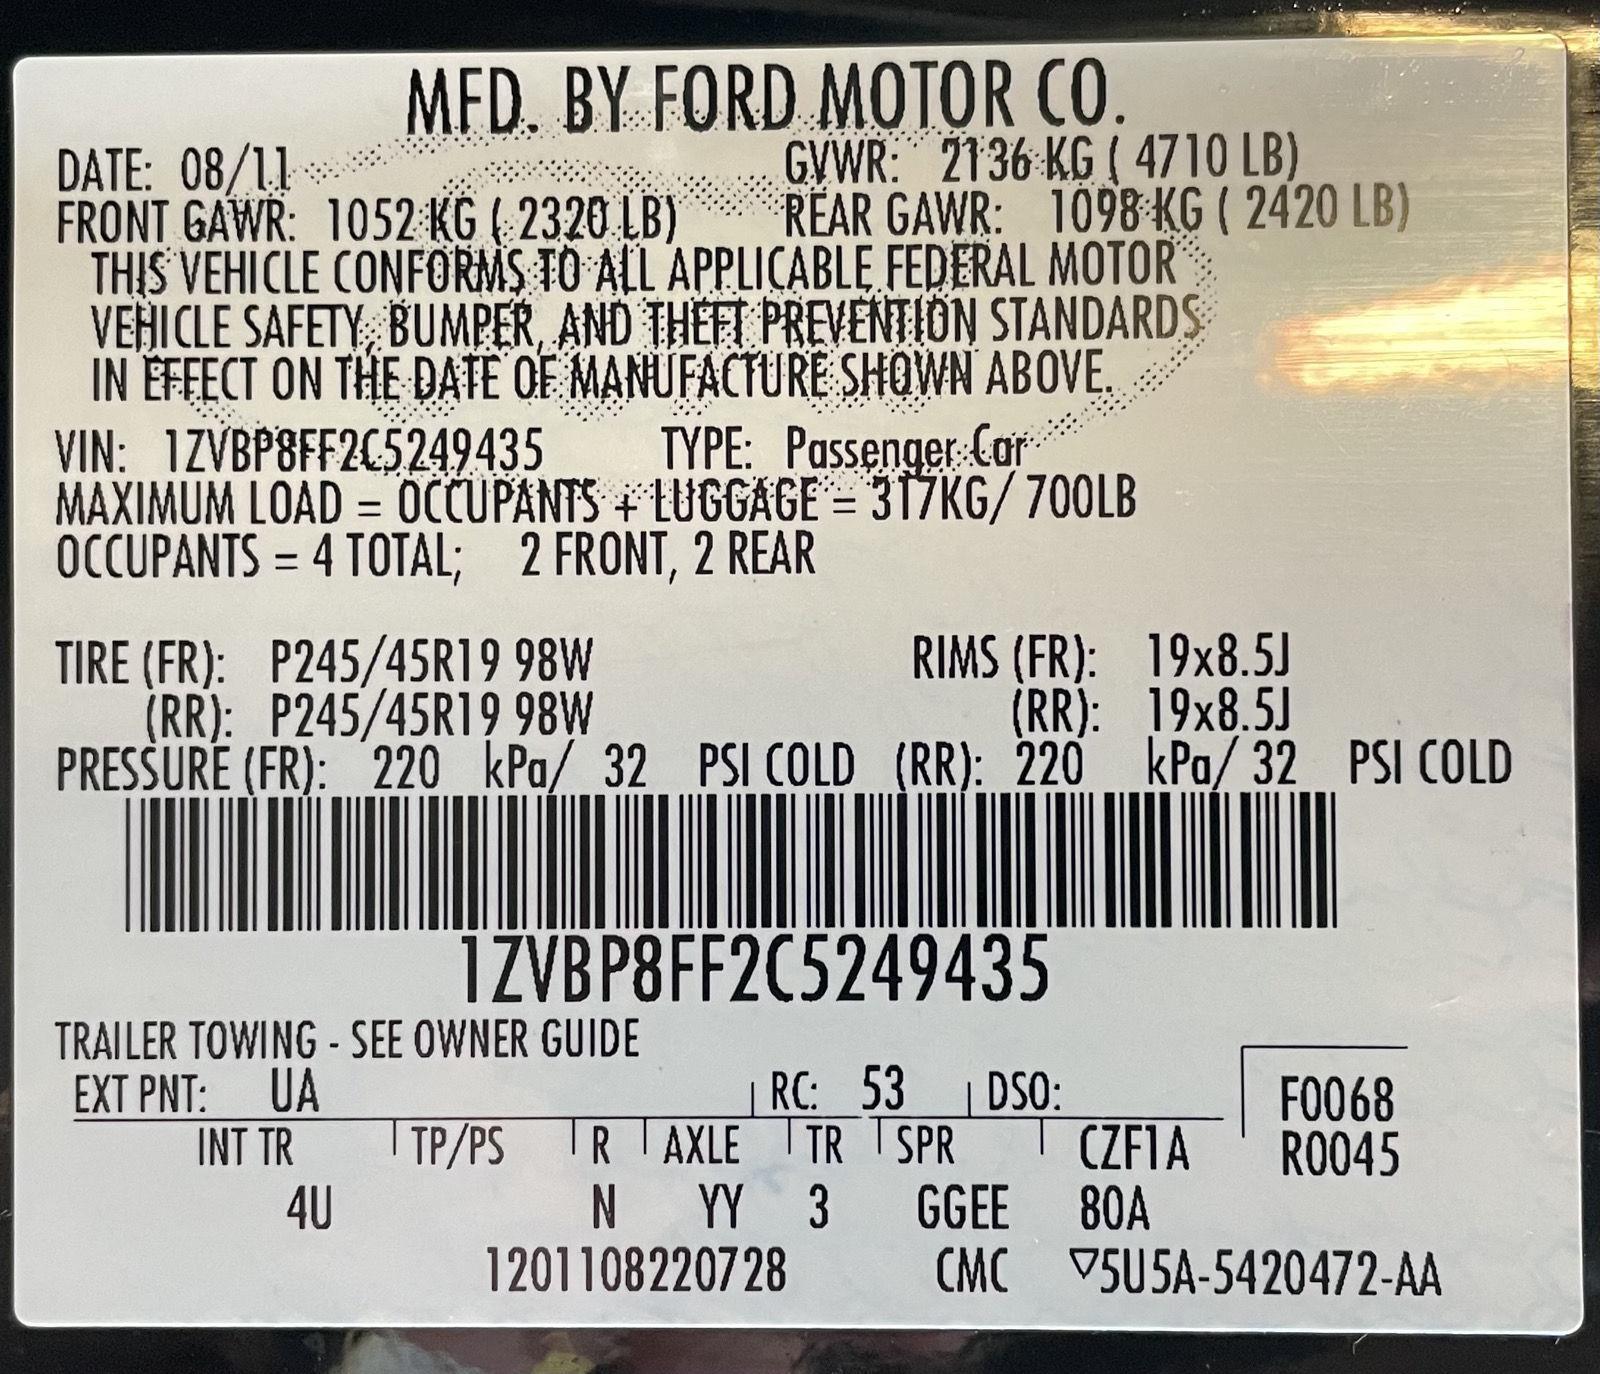 MFD. BY FORD MOTOR CO.
DATE: 08/11 GVWR: 2136 KG ( 4710 LB)
FRONT GAWR: 1052 KG ( 2320 LB) REAR GAWR: 1098 KG ( 2420 LB)
THIS VEHICLE CONFORMS TO ALL APPLICABLE FEDERAL MOTOR
VEHICLE SAFETY, BUMPER, AND THEFT PREVENTION STANDARDS
IN EFFECT ON THE DATE OF MANUFACTURE SHOWN ABOVE.
VIN: 1ZVBP8FF2C5249435 TYPE: Passenger Car
MAXIMUM LOAD = OCCUPANTS + LUGGAGE = 317KG/ 700LB
OCCUPANTS = 4 TOTAL; 2 FRONT, 2 REAR
TIRE (FR): P245/45R19 98W RIMS (FR): 19x8.5J
(RR): P245/45R19 98W (RR): 19x8.5J
PRESSURE (FR): 220 kPa/ 32 PSI COLD (RR): 220 kPa/ 32 PSI COLD
1ZVBP8FF2C5249435
TRAILER TOWING - SEE OWNER GUIDE
EXT PNT: UA RC: 53 DSO: F0068
INT TR TP/PS R AXLE TR SPR CZF1A R0045
4U N YY 3 GGEE 80A
1201108220728 CMC ▽5U5A-5420472-AA